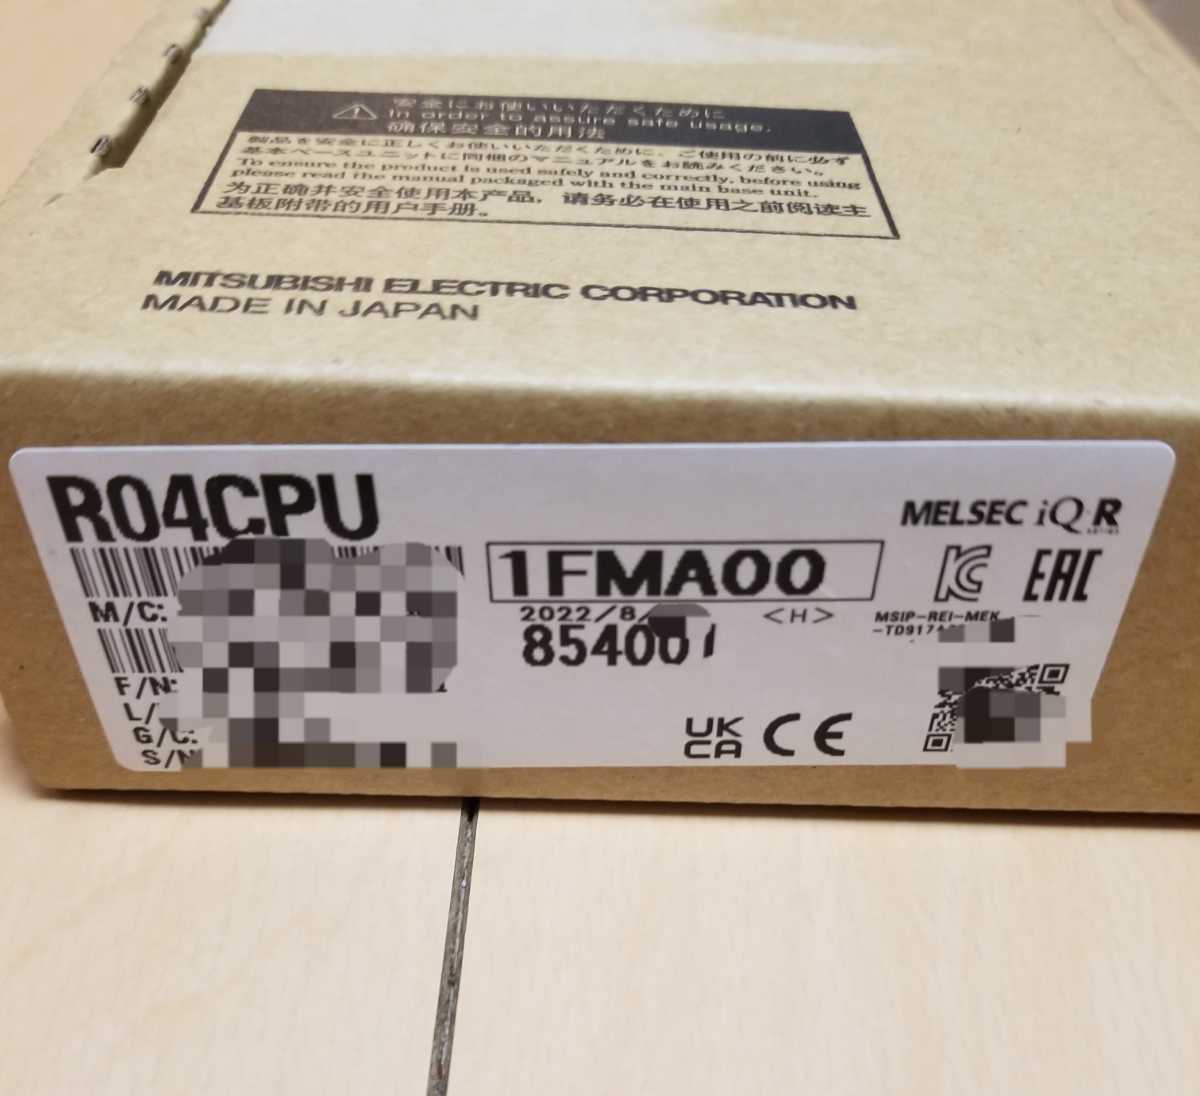 安全にお使いいただくために
In order to assure safe usage.
确保安全的用法
製品を安全に正しくお使いいただくために、ご使用の前に必ず
基本ベースユニットに同梱のマニュアルをお読みください。
To ensure the product is used safely and correctly, before using
please read the manual packaged with the main base unit.
为正确并安全使用本产品，请务必在使用之前阅读主
基板附带的用户手册。
MITSUBISHI ELECTRIC CORPORATION
MADE IN JAPAN
R04CPU
MELSEC iQ-R
1FMA00
EAC
M/C:
2022/8/
<H>
MSIP-REI-MEK
-TD917
F/N:
L/
G/C:
S/N
UK
CA CE